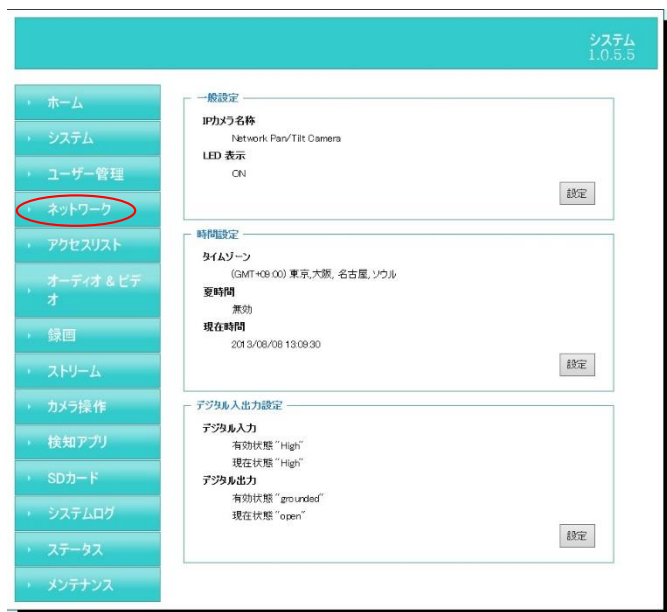 システム
1.0.5.5
ホーム
システム
ユーザー管理
ネットワーク
アクセスリスト
オーディオ & ビデ
オ
録画
ストリーム
カメラ操作
検知アプリ
SDカード
システムログ
ステータス
メンテナンス
一般設定
IPカメラ名称
Network Pan/Tilt Camera
LED 表示
ON
設定
時間設定
タイムゾーン
(GMT+09:00) 東京,大阪, 名古屋, ソウル
夏時間
無効
現在時間
2013/08/08 13:09:30
設定
デジタル入出力設定
デジタル入力
有効状態 "High"
現在状態 "High"
デジタル出力
有効状態 "grounded"
現在状態 "open"
設定